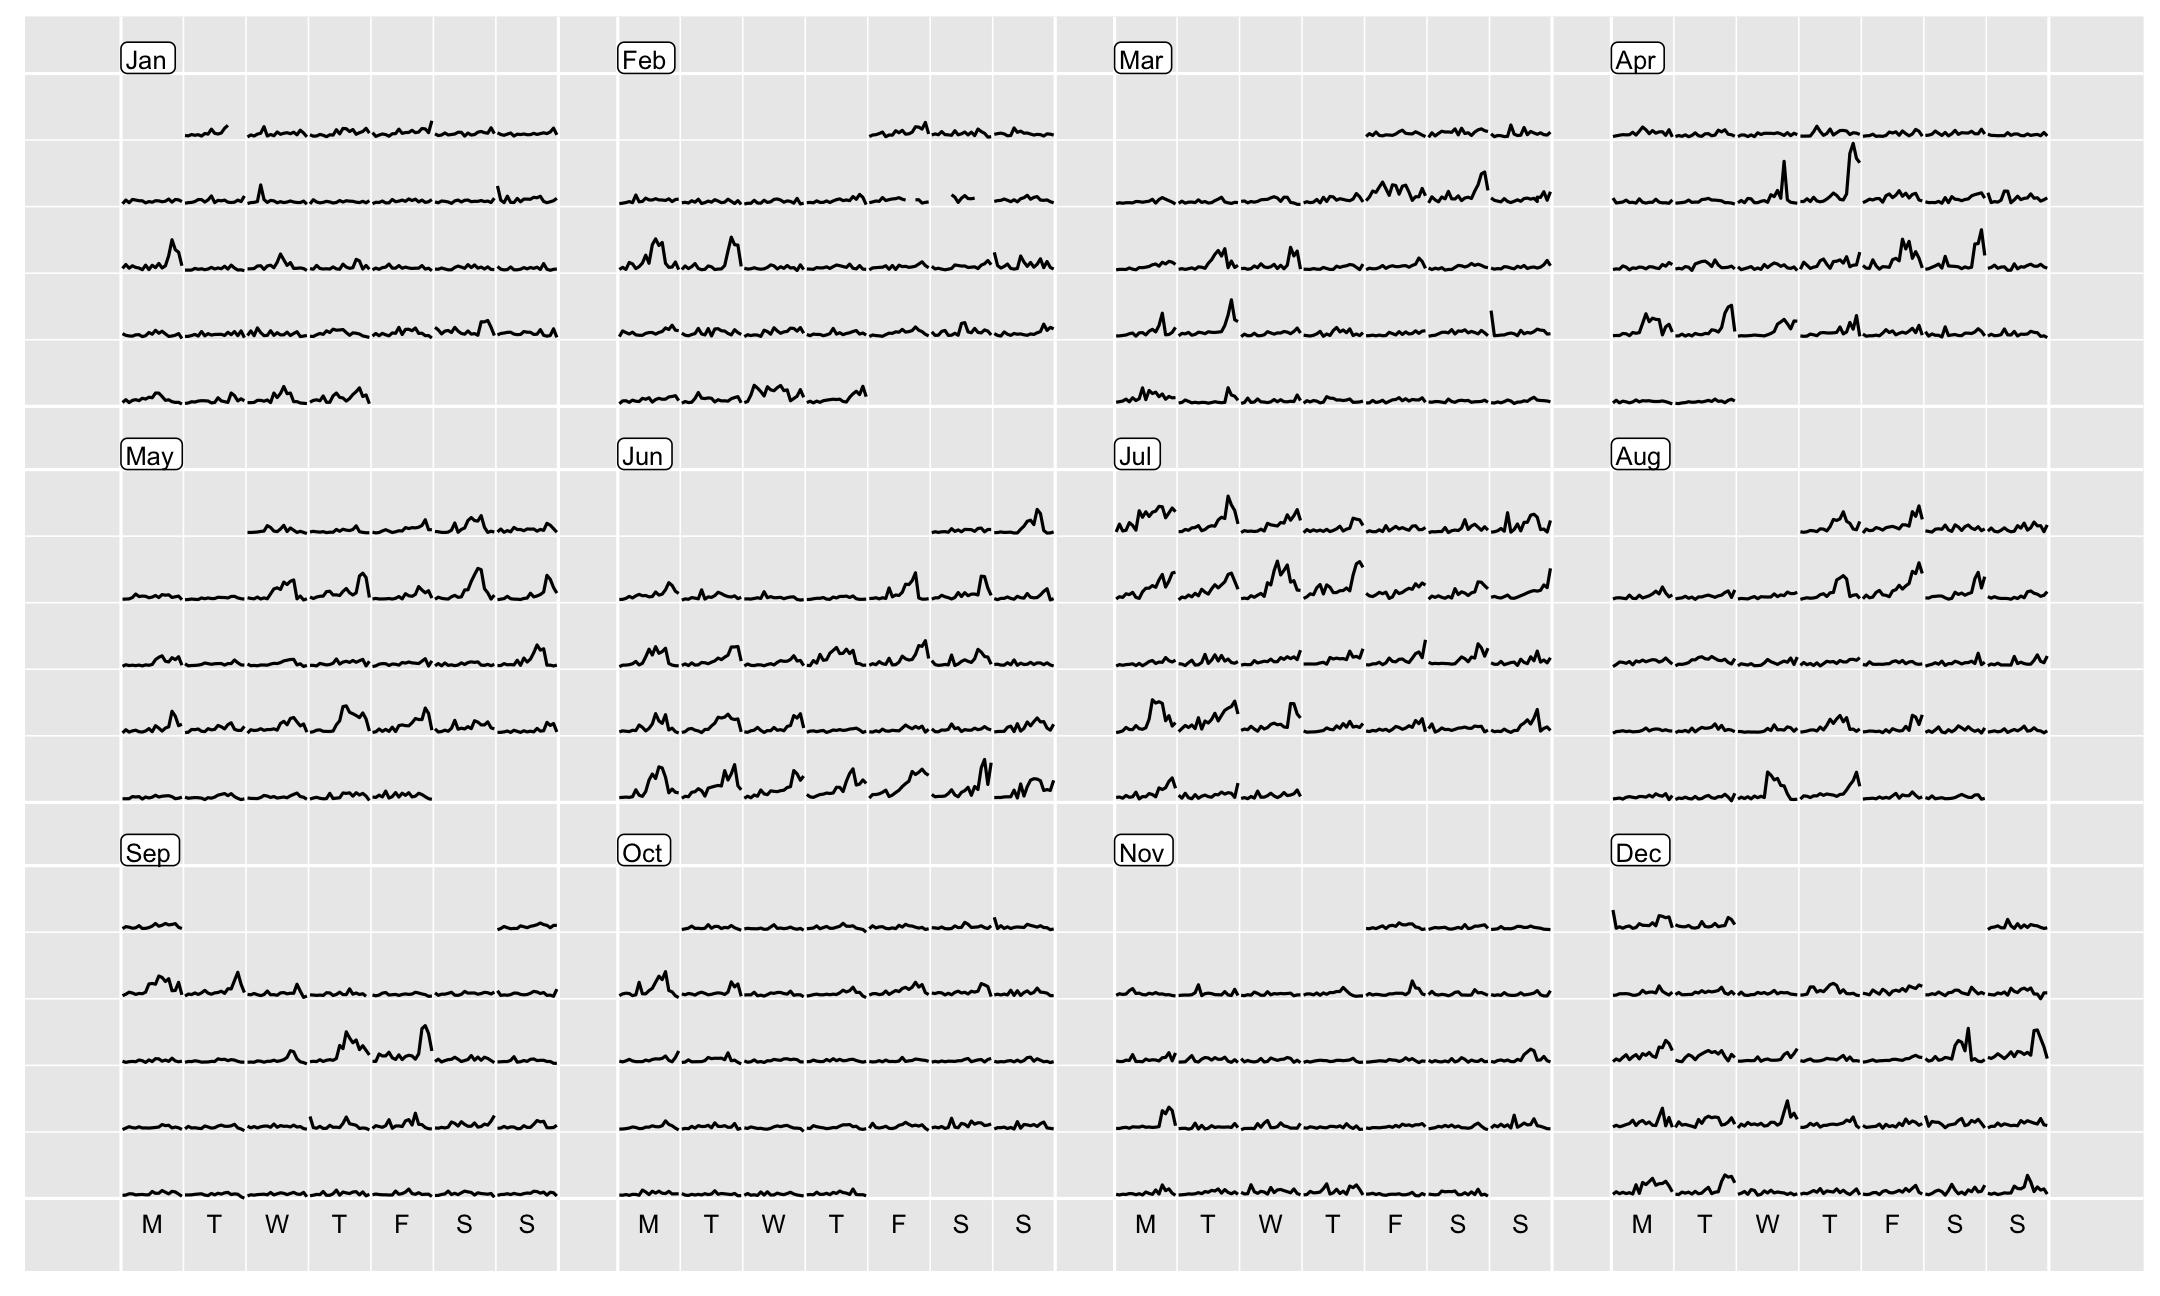 Jan Feb Mar Apr
May Jun Jul Aug
Sep Oct Nov Dec
M T W T F S S M T W T F S S M T W T F S S M T W T F S S